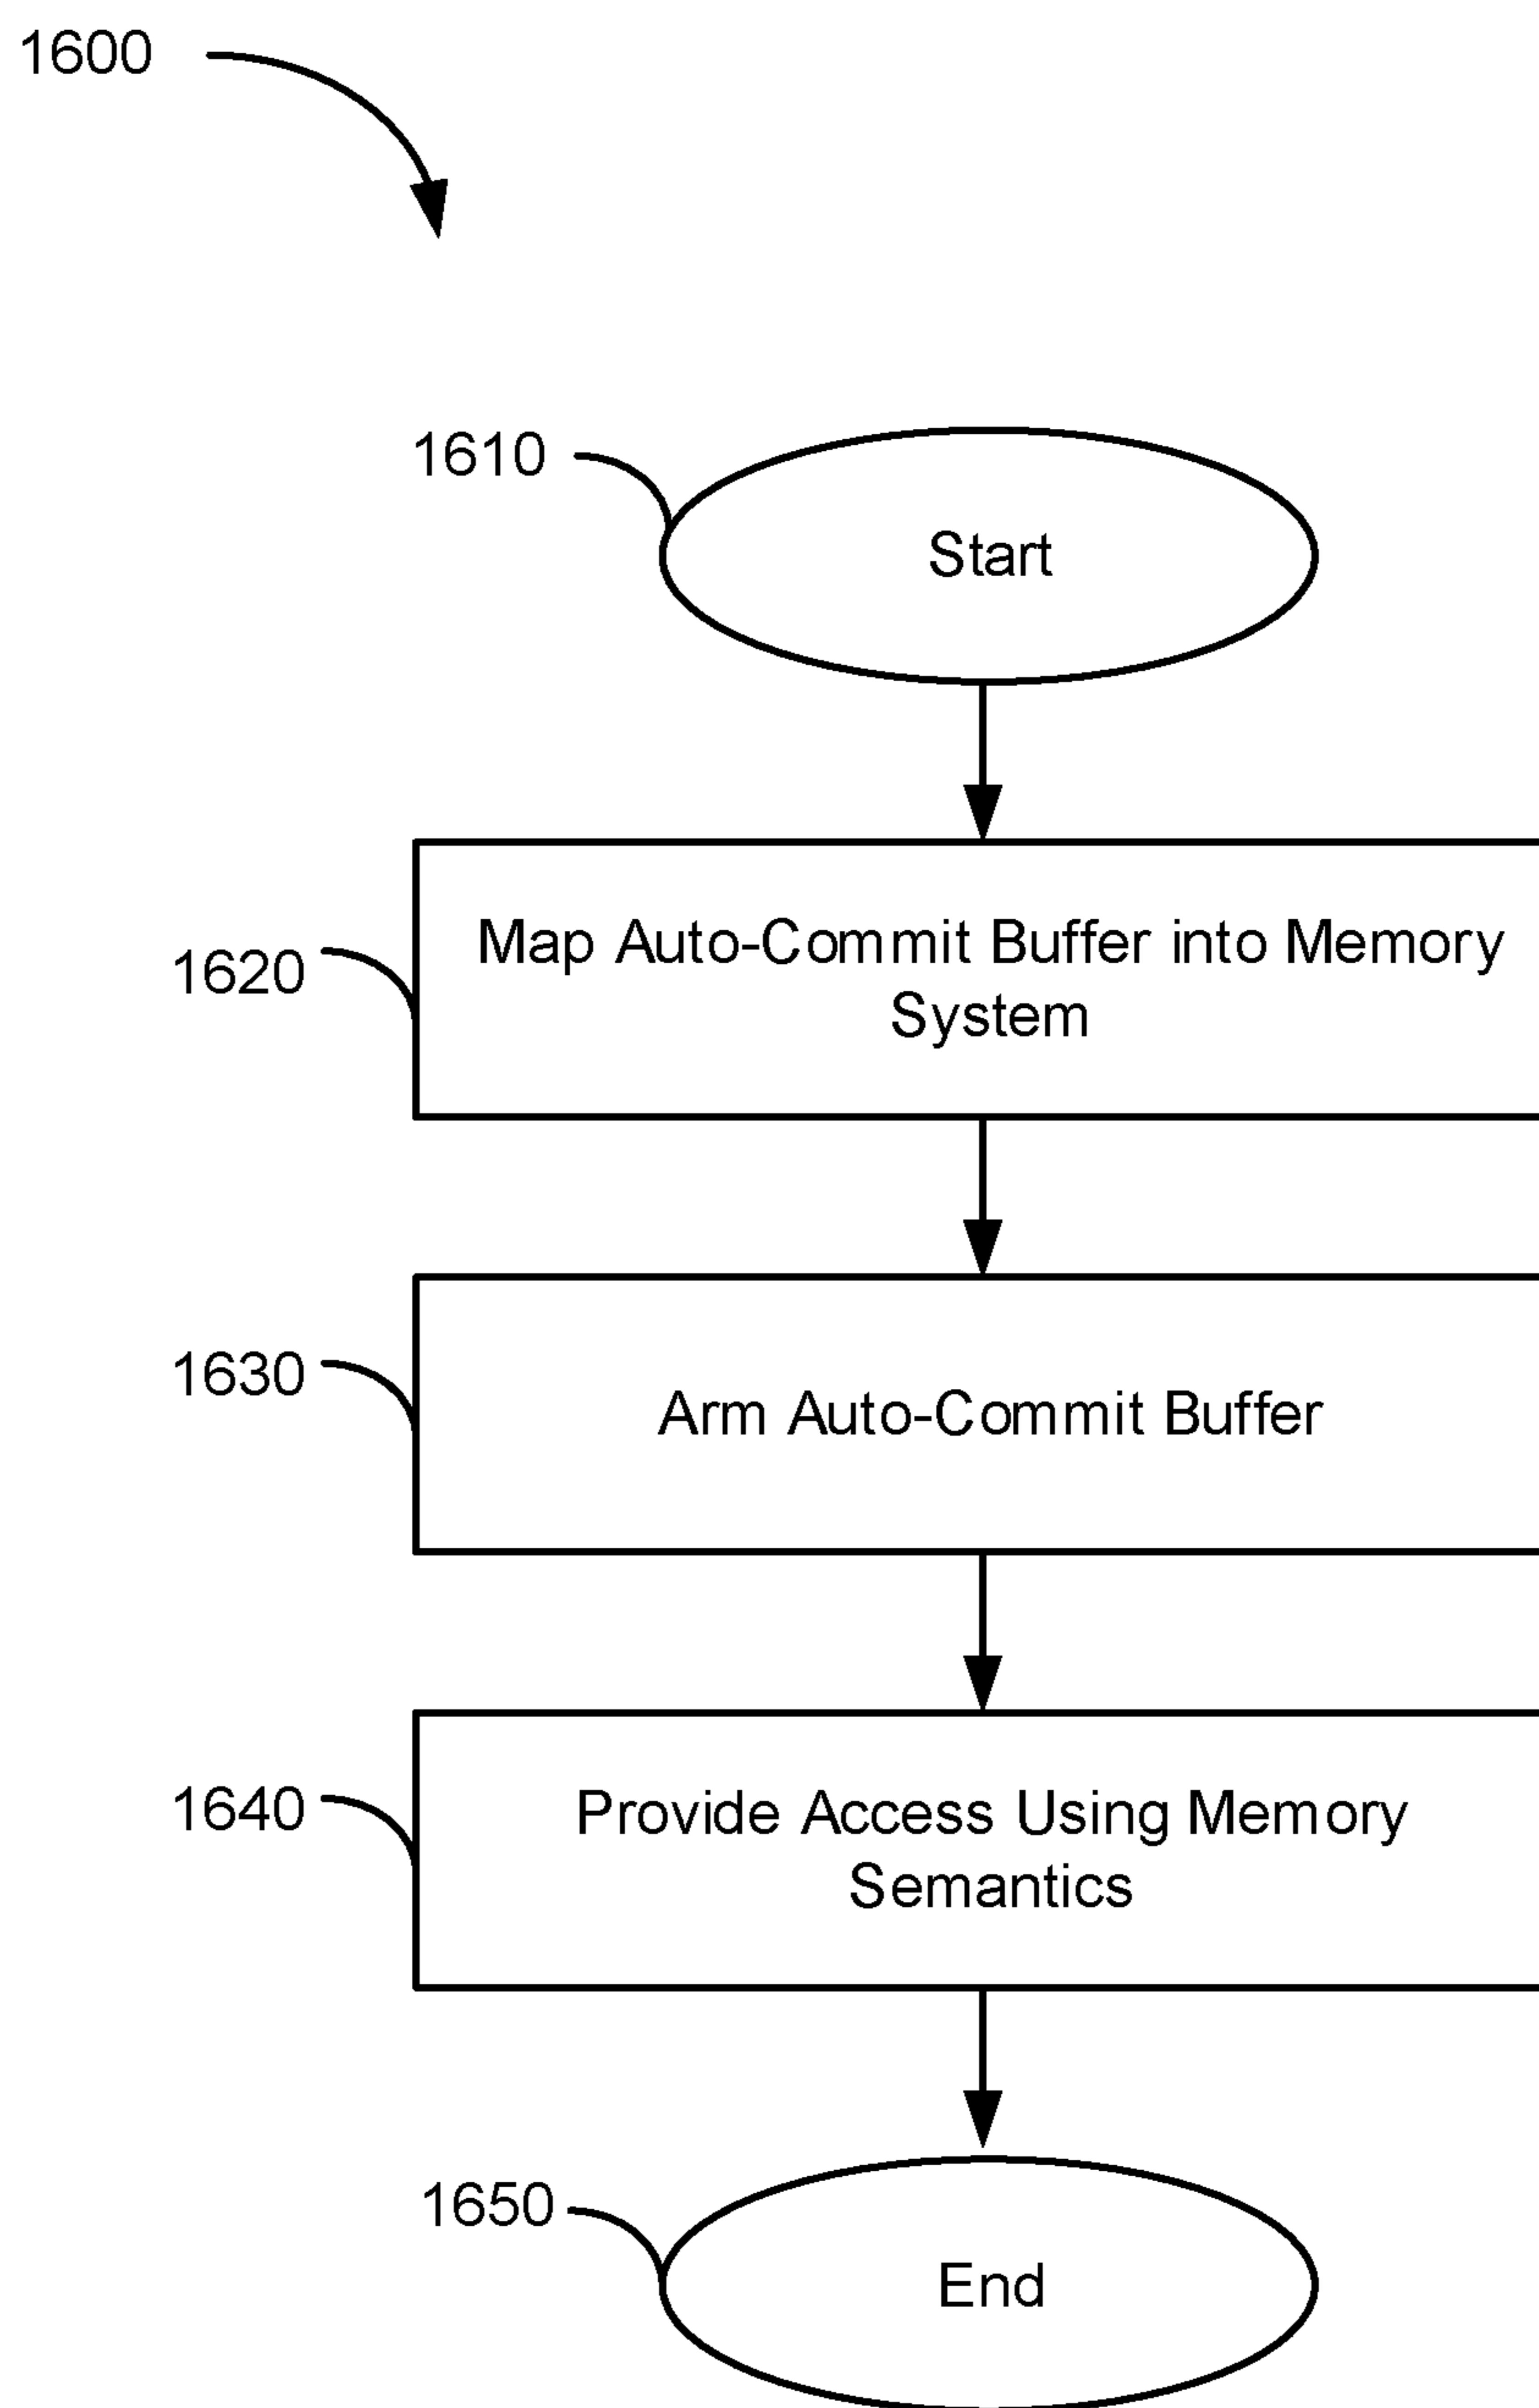 1600
1610
Start
Map Auto-Commit Buffer into Memory
System
1620
Arm Auto-Commit Buffer
1630
Provide Access Using Memory
Semantics
1640
1650
End